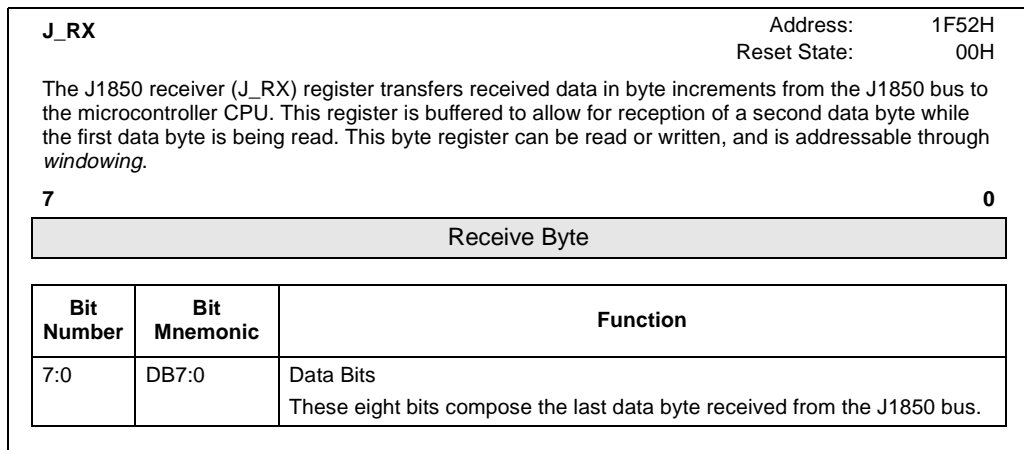 J_RX Address: 1F52H
Reset State: 00H
The J1850 receiver (J_RX) register transfers received data in byte increments from the J1850 bus to
the microcontroller CPU. This register is buffered to allow for reception of a second data byte while
the first data byte is being read. This byte register can be read or written, and is addressable through
windowing.
7 0
Receive Byte
Bit Number Bit Mnemonic Function
7:0 DB7:0 Data Bits
These eight bits compose the last data byte received from the J1850 bus.